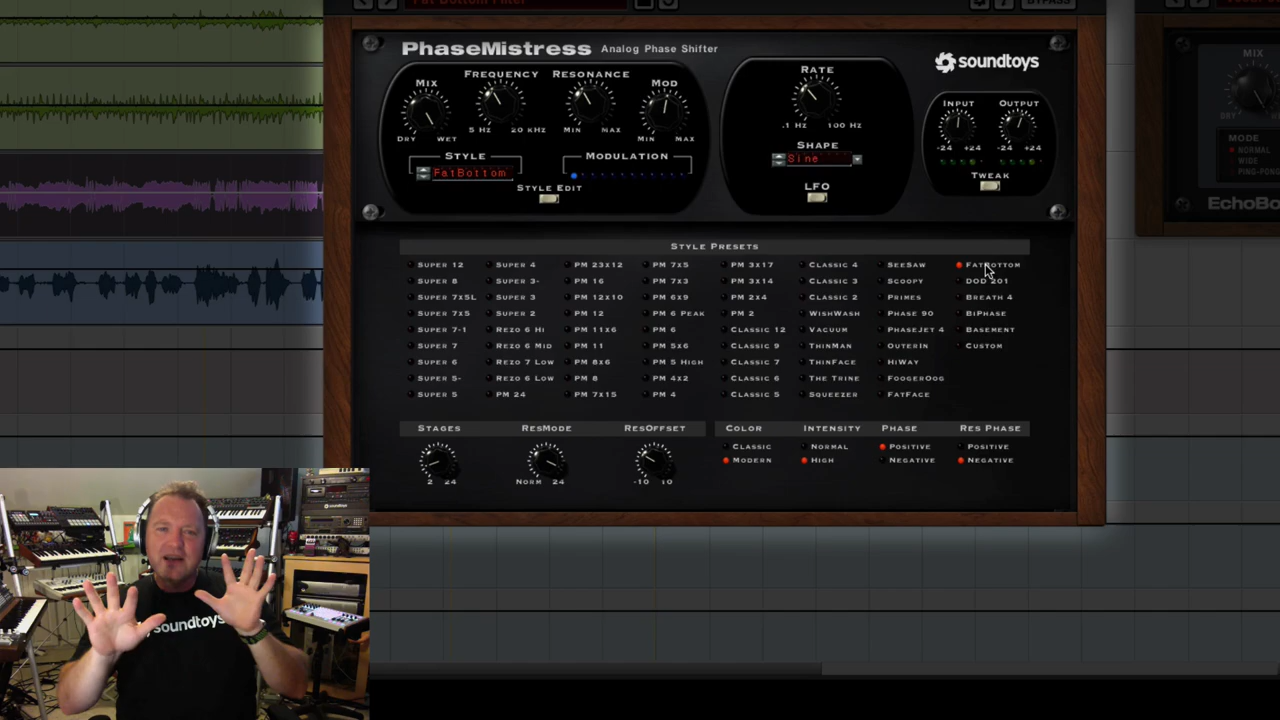 Fat Bottom Filter
BYPASS
PhaseMistress Analog Phase Shifter
soundtoys
MIX
FREQUENCY
RESONANCE
MOD
DRY WET
5 HZ 20 KHZ
MIN MAX
MIN MAX
STYLE
FatBottom
MODULATION
STYLE EDIT
RATE
.1 HZ 100 HZ
SHAPE
Sine
LFO
INPUT OUTPUT
-24 +24 -24 +24
TWEAK
MIX
DRY
MODE
NORMAL
WIDE
PING-PONG
STYLE PRESETS
SUPER 12 SUPER 4 PM 23X12 PM 7X5 PM 3X17 CLASSIC 4 SEESAW FATBOTTOM
SUPER 8 SUPER 3- PM 16 PM 7X3 PM 3X14 CLASSIC 3 SCOOPY DOD 201
SUPER 7X5L SUPER 3 PM 12X10 PM 6X9 PM 2X4 CLASSIC 2 PRIMES BREATH 4
SUPER 7X5 SUPER 2 PM 12 PM 6 PEAK PM 2 WISHWASH PHASE 90 BIPHASE
SUPER 7-1 REZO 6 HI PM 11X6 PM 6 CLASSIC 12 VACUUM PHASEJET 4 BASEMENT
SUPER 7 REZO 6 MID PM 11 PM 5X6 CLASSIC 9 THINMAN OUTERIN CUSTOM
SUPER 6 REZO 7 LOW PM 8X6 PM 5 HIGH CLASSIC 7 THINFACE HIWAY
SUPER 5- REZO 6 LOW PM 8 PM 4X2 CLASSIC 6 THE TRINE FOOGEROOG
SUPER 5 PM 24 PM 7X15 PM 4 CLASSIC 5 SQUEEZER FATFACE
STAGES RESMODE RESOFFSET COLOR INTENSITY PHASE RES PHASE
CLASSIC NORMAL POSITIVE POSITIVE
MODERN HIGH POSITIVE NEGATIVE NEGATIVE
2 24 NORM 24 -10 10
soundtoys